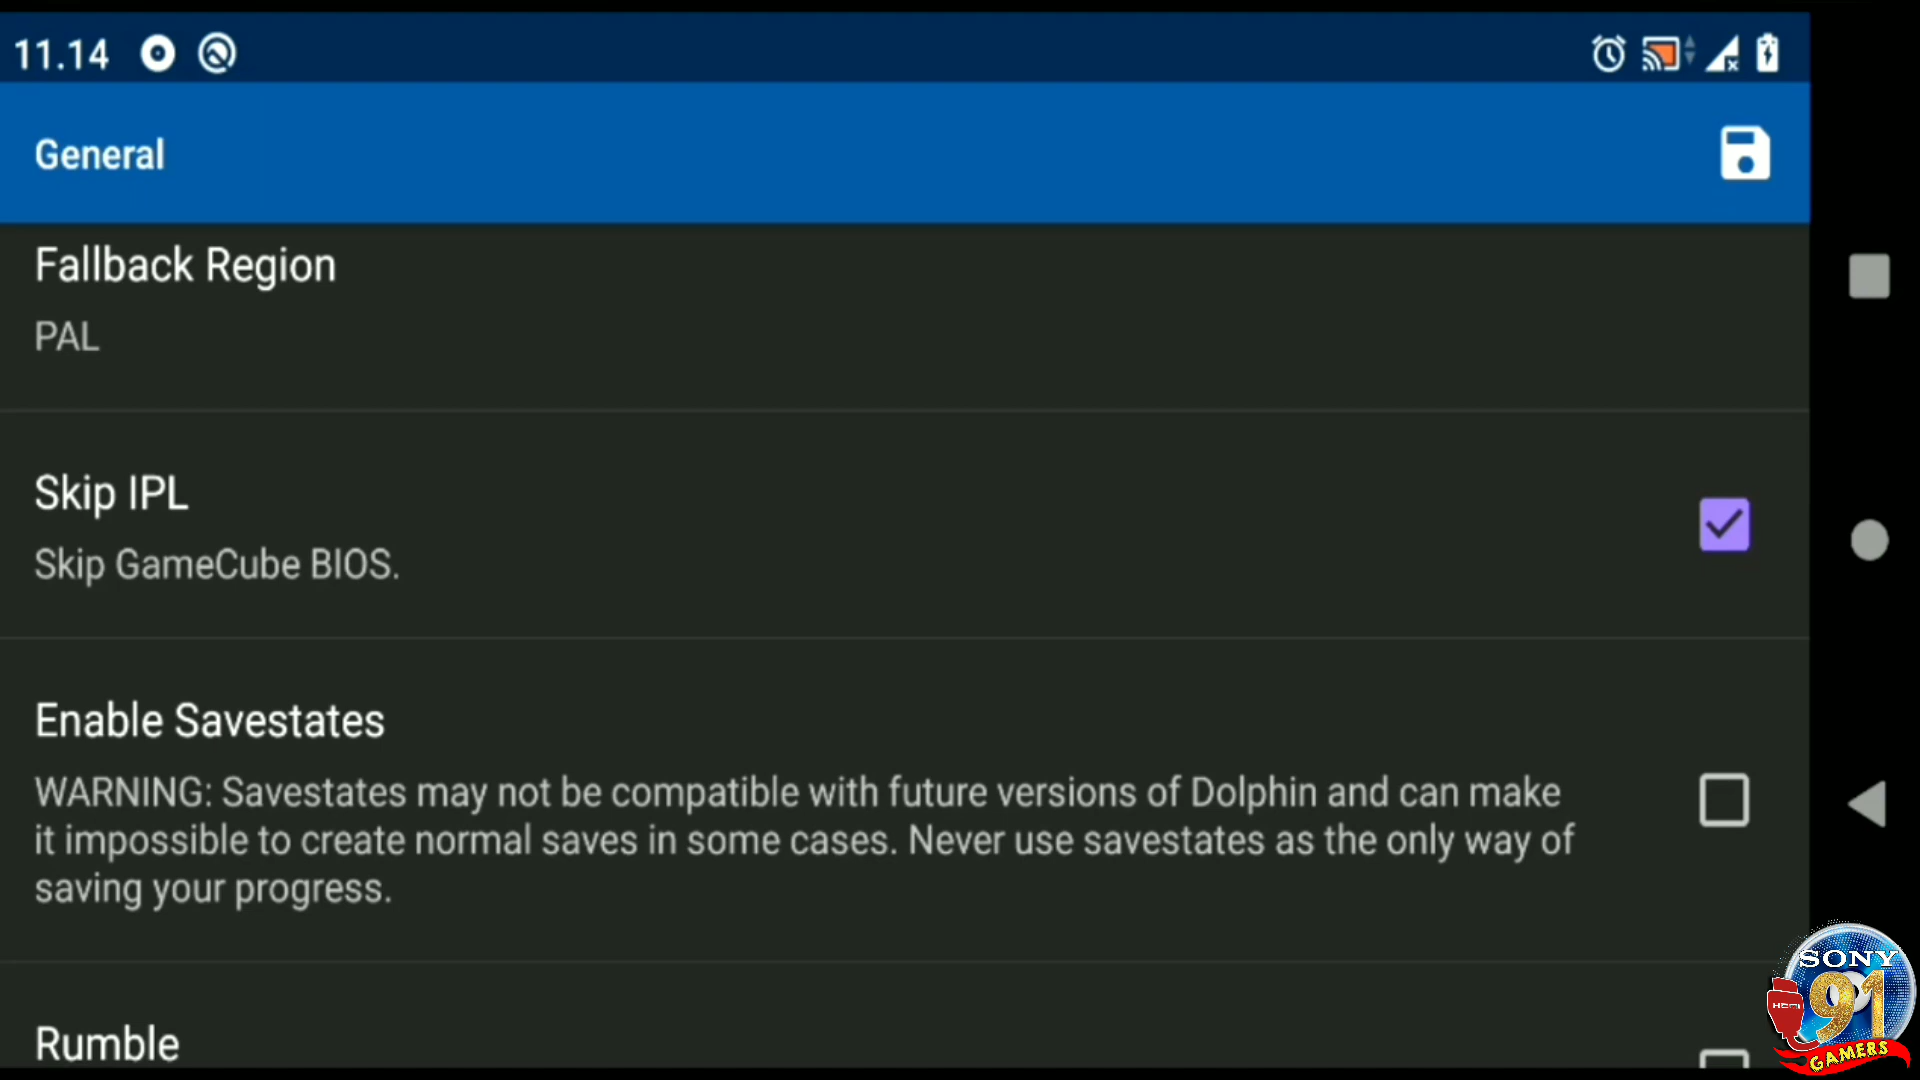 11.14
General
Fallback Region
PAL
Skip IPL
Skip GameCube BIOS.
Enable Savestates
WARNING: Savestates may not be compatible with future versions of Dolphin and can make
it impossible to create normal saves in some cases. Never use savestates as the only way of
saving your progress.
Rumble
SONY
HDMI
91
GAMERS